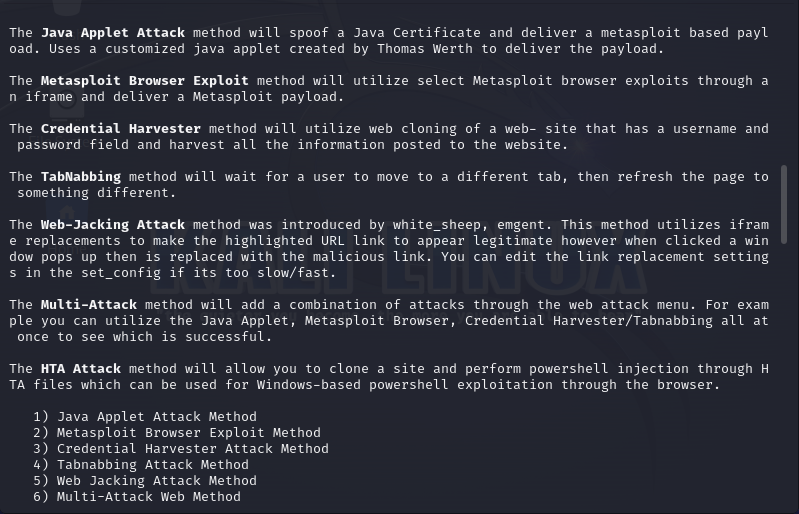 The Java Applet Attack method will spoof a Java Certificate and deliver a metasploit based payl
oad. Uses a customized java applet created by Thomas Werth to deliver the payload.
The Metasploit Browser Exploit method will utilize select Metasploit browser exploits through a
n iframe and deliver a Metasploit payload.
The Credential Harvester method will utilize web cloning of a web- site that has a username and
password field and harvest all the information posted to the website.
The TabNabbing method will wait for a user to move to a different tab, then refresh the page to
something different.
The Web-Jacking Attack method was introduced by white_sheep, emgent. This method utilizes ifram
e replacements to make the highlighted URL link to appear legitimate however when clicked a win
dow pops up then is replaced with the malicious link. You can edit the link replacement setting
s in the set_config if its too slow/fast.
The Multi-Attack method will add a combination of attacks through the web attack menu. For exam
ple you can utilize the Java Applet, Metasploit Browser, Credential Harvester/Tabnabbing all at
once to see which is successful.
The HTA Attack method will allow you to clone a site and perform powershell injection through H
TA files which can be used for Windows-based powershell exploitation through the browser.
1) Java Applet Attack Method
2) Metasploit Browser Exploit Method
3) Credential Harvester Attack Method
4) Tabnabbing Attack Method
5) Web Jacking Attack Method
6) Multi-Attack Web Method
KALI LINUX